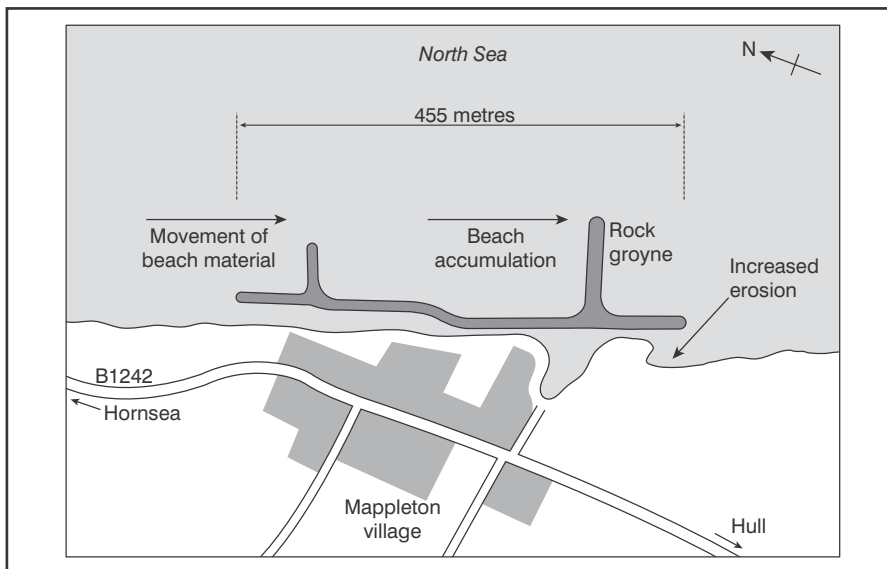 North Sea
N
455 metres
Movement of
beach material
Beach
accumulation
Rock
groyne
Increased
erosion
B1242
Hornsea
Mappleton
village
Hull